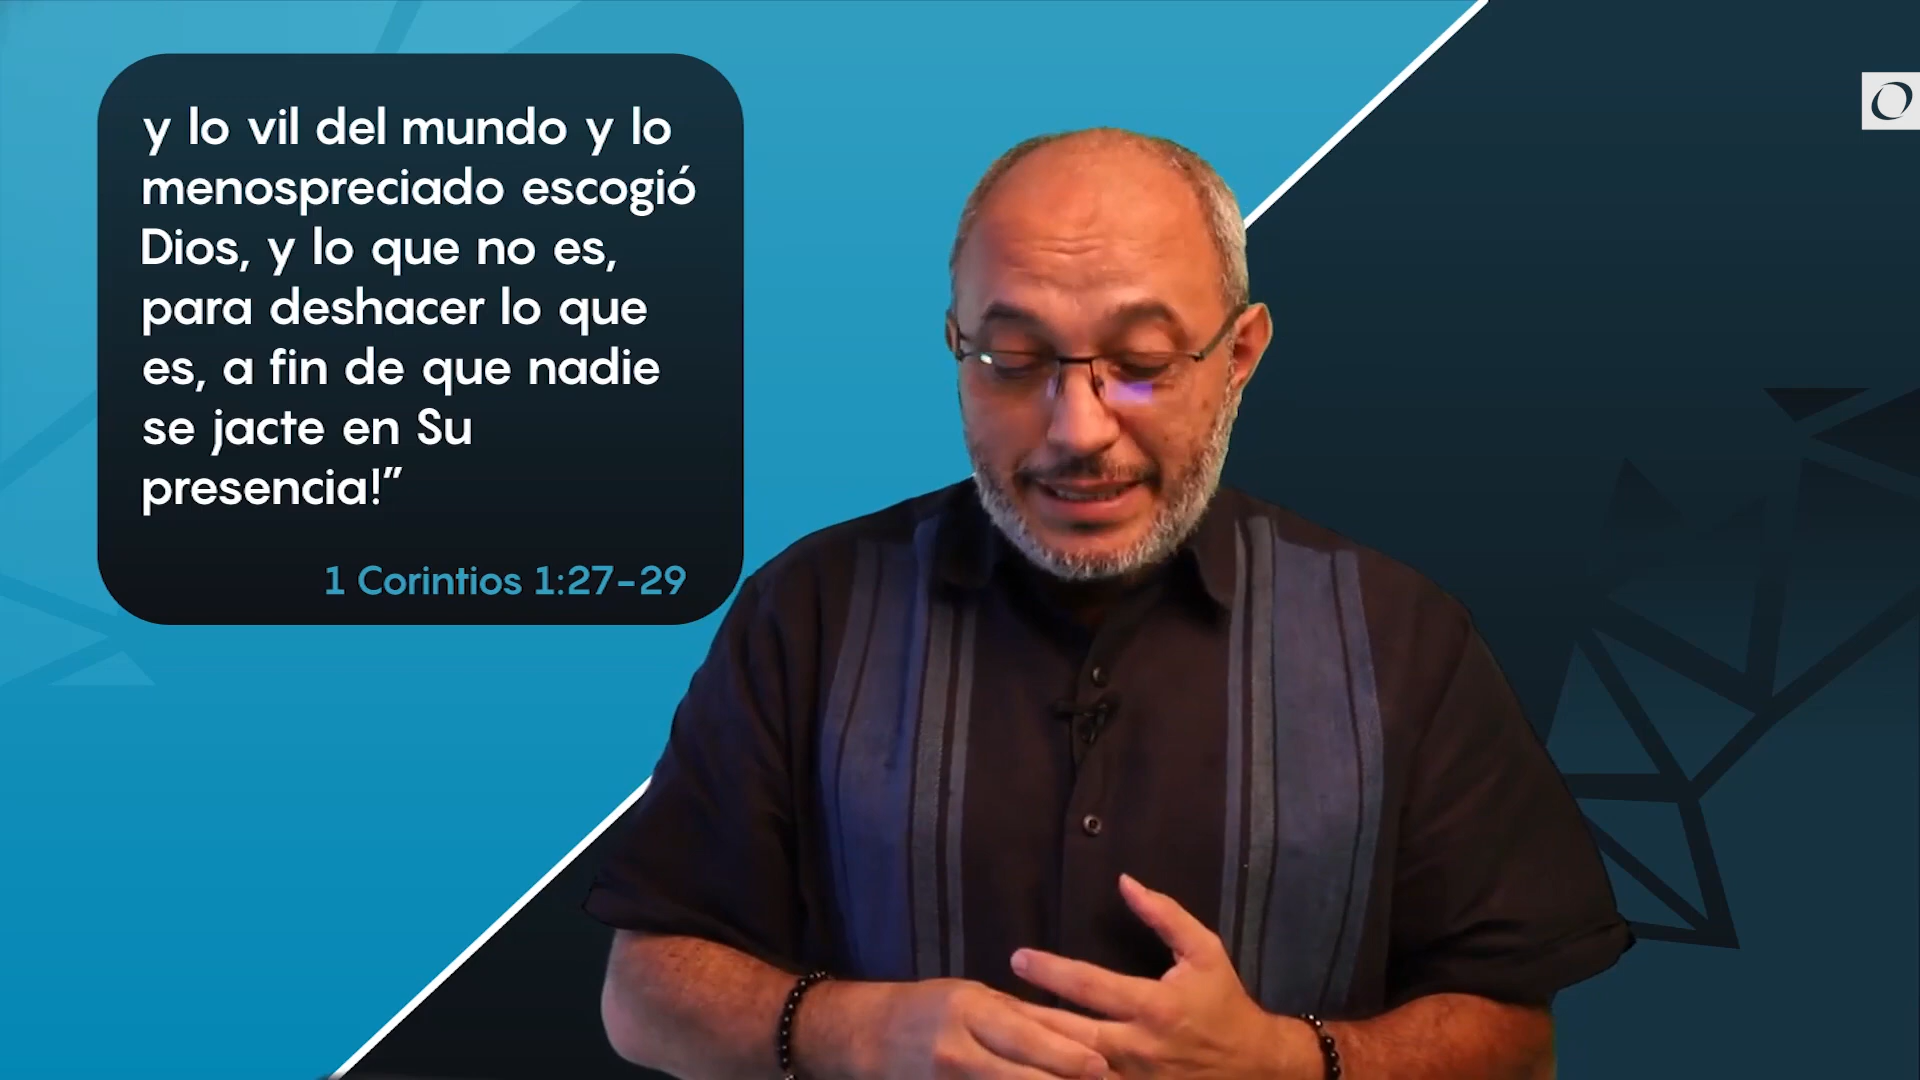 y lo vil del mundo y lo
menospreciado escogió
Dios, y lo que no es,
para deshacer lo que
es, a fin de que nadie
se jacte en Su
presencia!”
1 Corintios 1:27-29